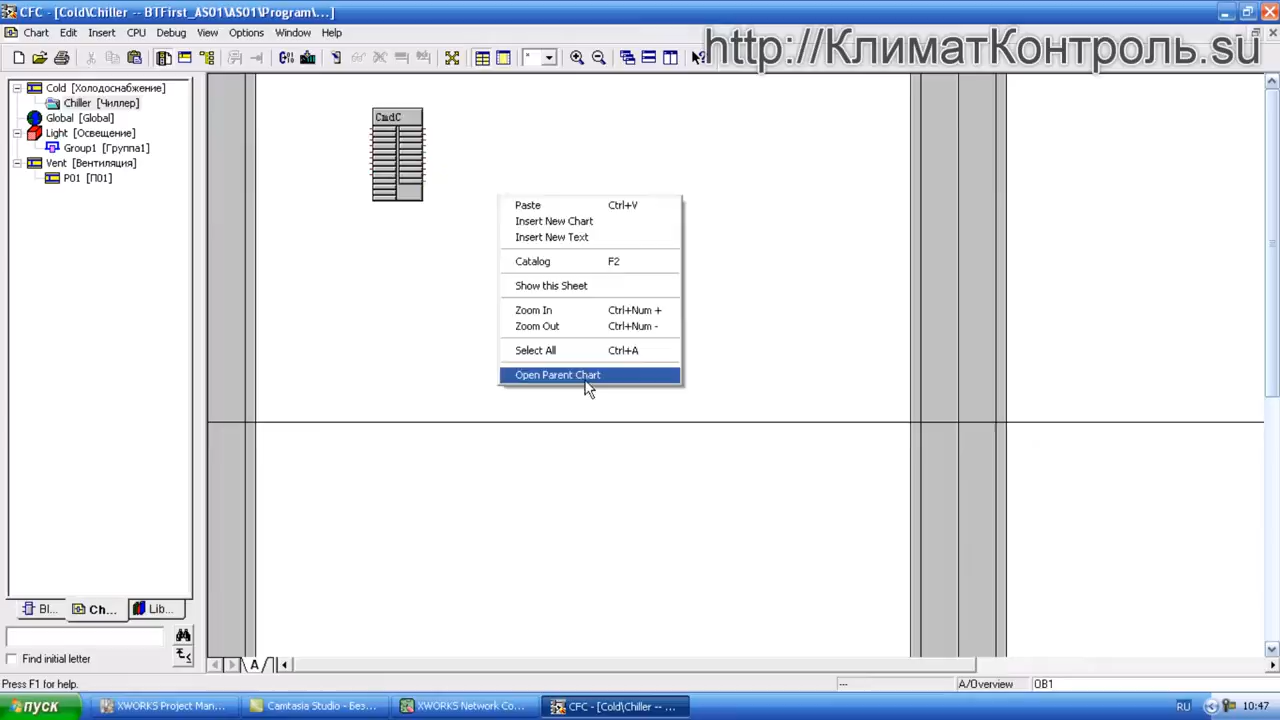 CFC - [Cold\Chiller -- BTFirst_AS01\AS01\Program\...]
Chart Edit Insert CPU Debug View Options Window Help
http://КлиматКонтроль.su
Cold [Холодоснабжение]
Chiller [Чиллер]
Global [Global]
Light [Освещение]
Group1 [Группа1]
Vent [Вентиляция]
P01 [П01]
CmdC
Paste Ctrl+V
Insert New Chart
Insert New Text
Catalog F2
Show this Sheet
Zoom In Ctrl+Num +
Zoom Out Ctrl+Num -
Select All Ctrl+A
Open Parent Chart
Bl... Ch... Lib...
Find initial letter
A
Press F1 for help. --- A/Overview OB1
пуск XWORKS Project Man... Camtasia Studio - Без... XWORKS Network Co... CFC - [Cold\Chiller -- ... RU 10:47